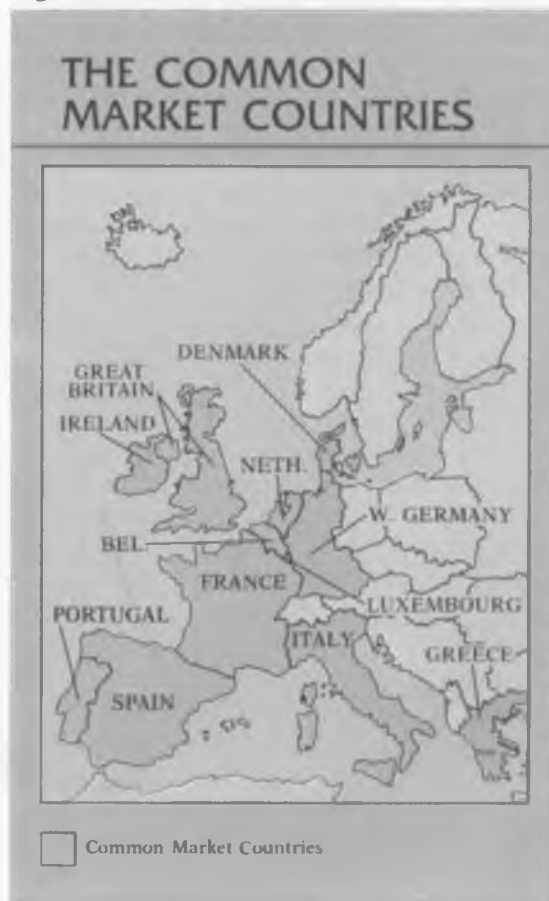 THE COMMON
MARKET COUNTRIES
DENMARK
GREAT
BRITAIN
IRELAND
NETH.
W. GERMANY
BEL
FRANCE
LUXEMBOURG
PORTUGAL
ITALY
GREECE
SPAIN
Common Market Countries